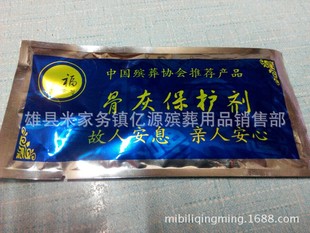 福
中国殡葬协会推荐产品
骨灰保护剂
雄县米家务镇亿源殡葬用品销售部
故人安息 亲人安心
mibiliqingming.1688.com